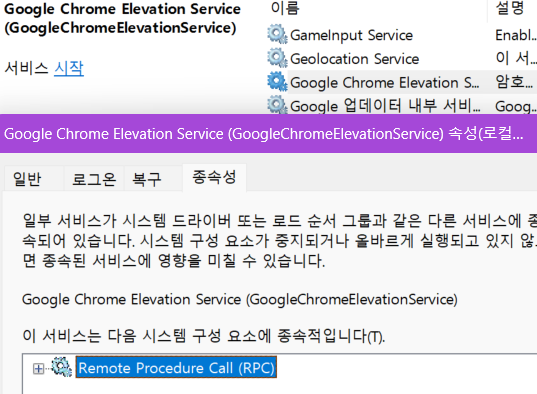 Google Chrome Elevation Service
(GoogleChromeElevationService)
서비스 시작
이름 설명
GameInput Service Enabl...
Geolocation Service 이 서...
Google Chrome Elevation S... 암호...
Google 업데이터 내부 서비... Goog...
Google Chrome Elevation Service (GoogleChromeElevationService) 속성(로컬...
일반 로그온 복구 종속성
일부 서비스가 시스템 드라이버 또는 로드 순서 그룹과 같은 다른 서비스에 종
속되어 있습니다. 시스템 구성 요소가 중지되거나 올바르게 실행되고 있지 않
면 종속된 서비스에 영향을 미칠 수 있습니다.
Google Chrome Elevation Service (GoogleChromeElevationService)
이 서비스는 다음 시스템 구성 요소에 종속적입니다(T).
Remote Procedure Call (RPC)